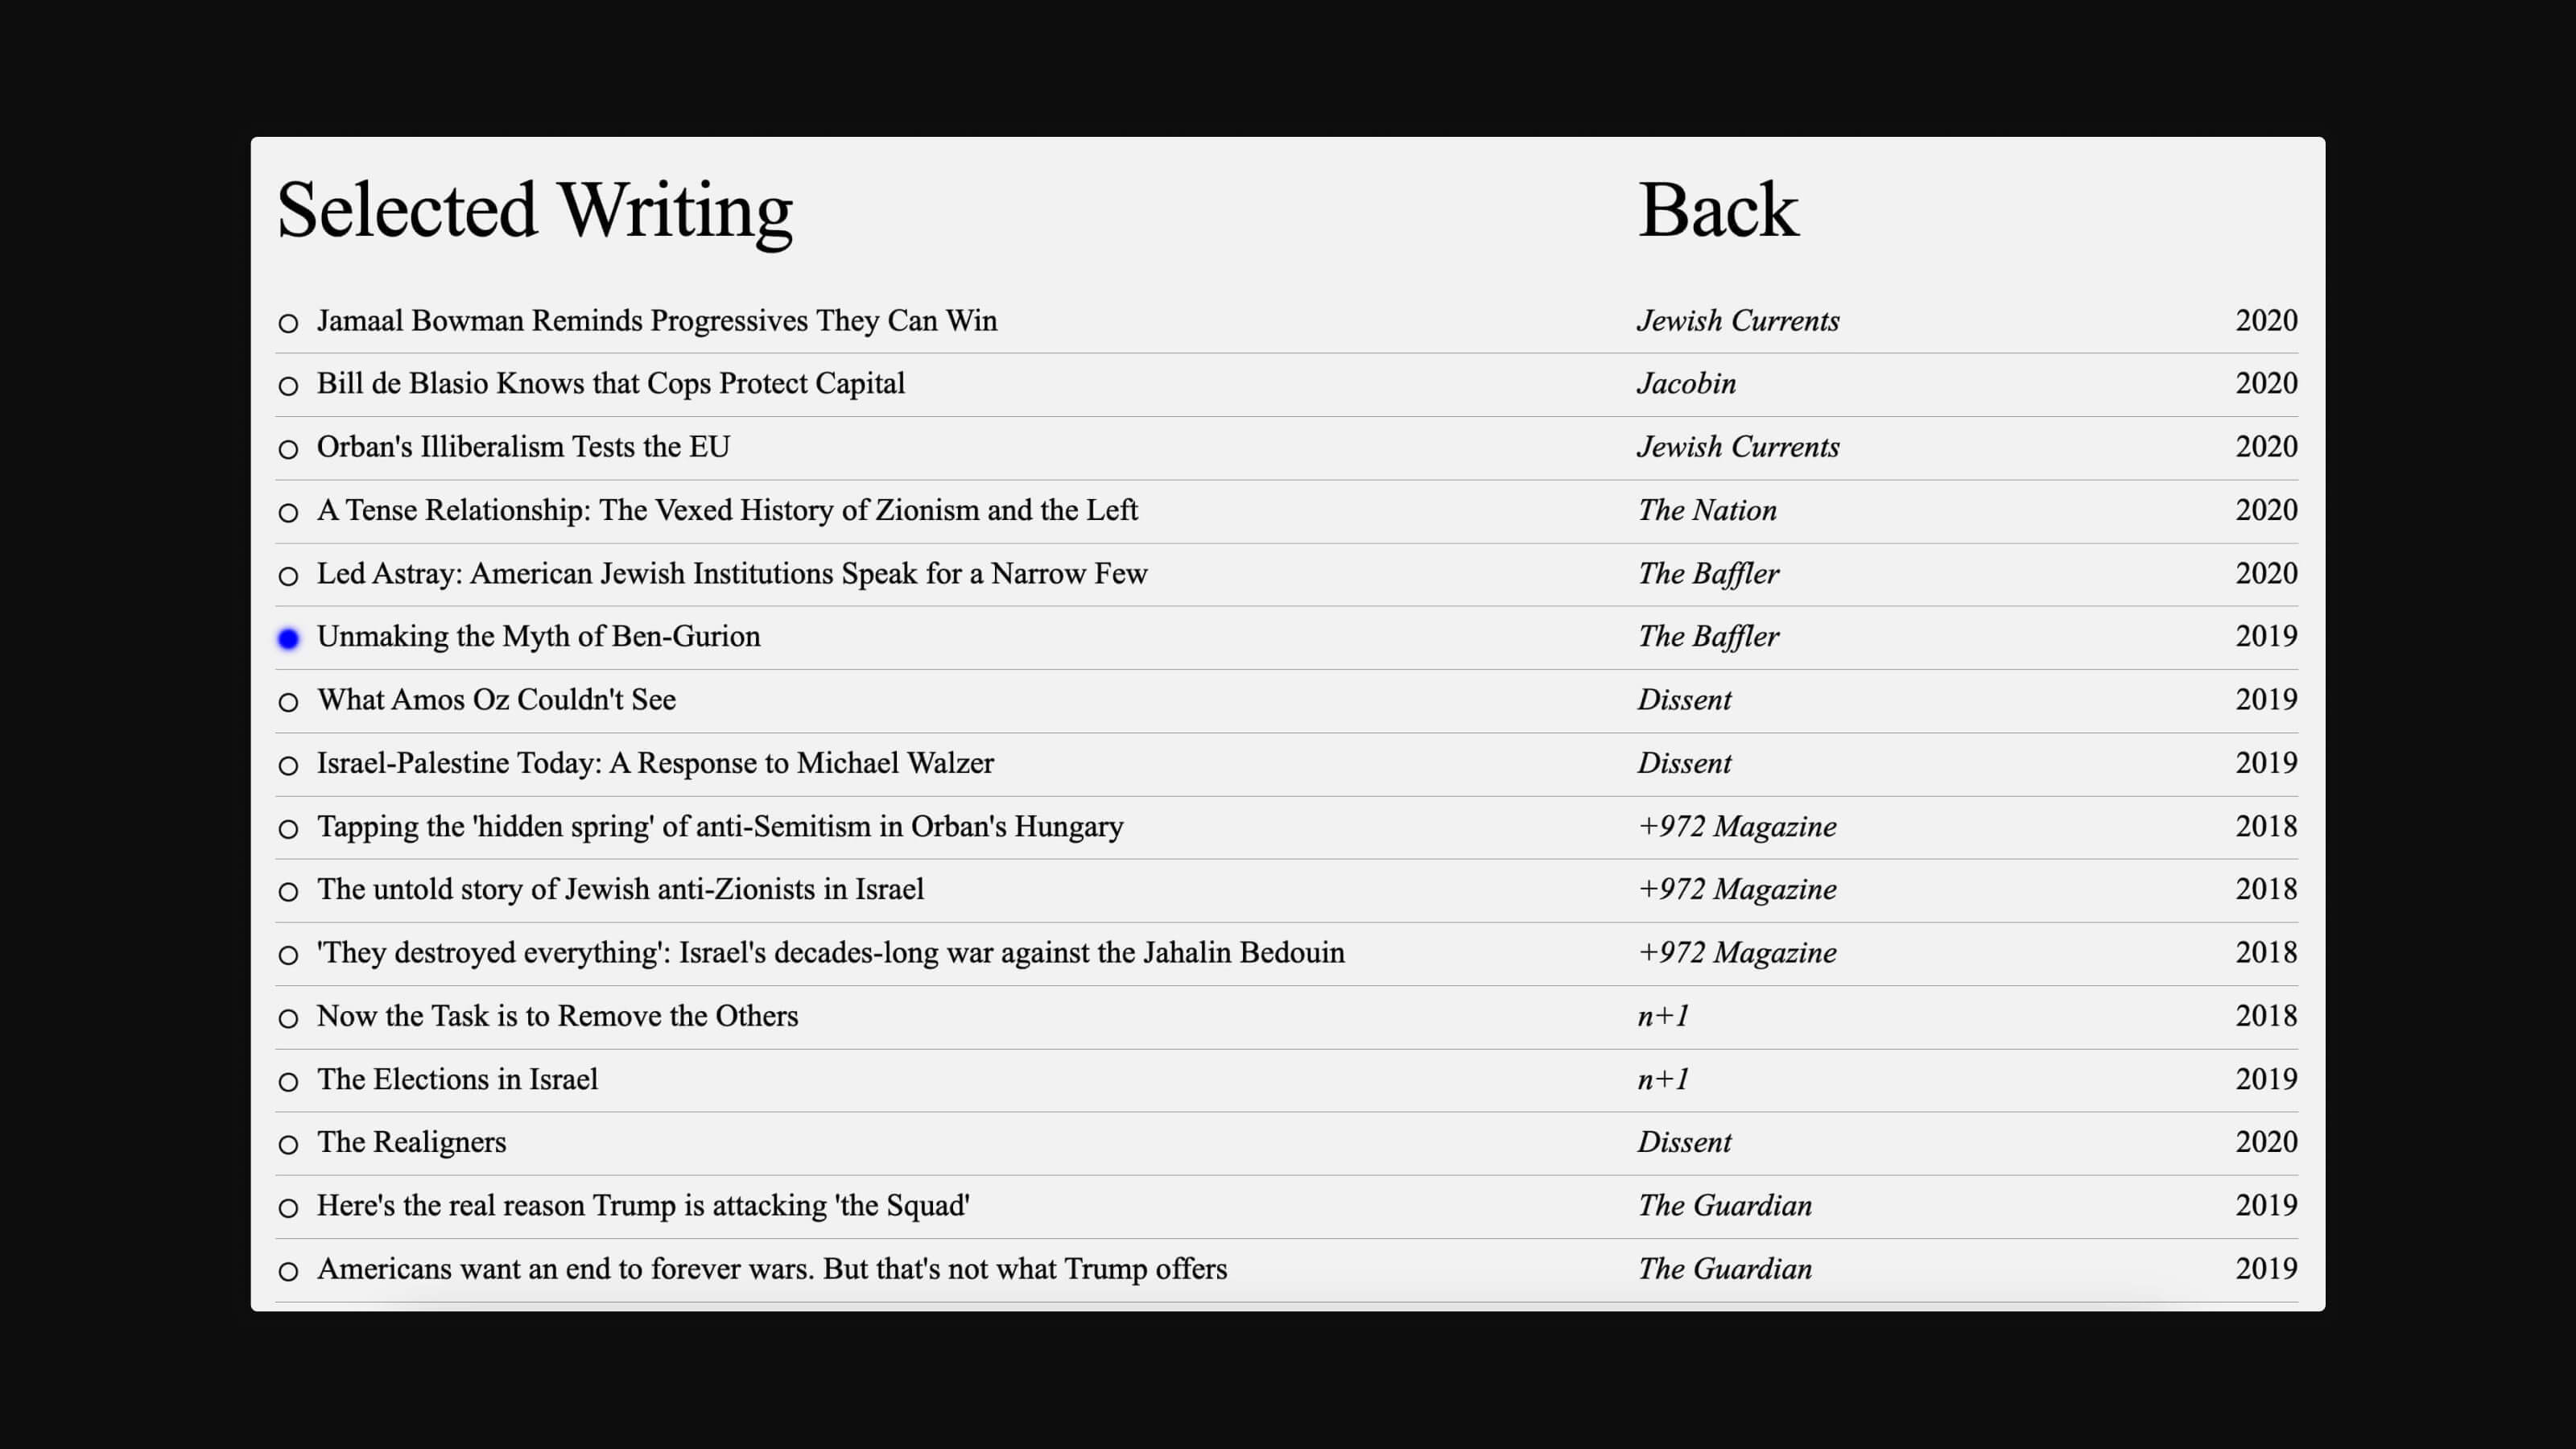 Selected Writing Back
Jamaal Bowman Reminds Progressives They Can Win Jewish Currents 2020
Bill de Blasio Knows that Cops Protect Capital Jacobin 2020
Orban's Illiberalism Tests the EU Jewish Currents 2020
A Tense Relationship: The Vexed History of Zionism and the Left The Nation 2020
Led Astray: American Jewish Institutions Speak for a Narrow Few The Baffler 2020
Unmaking the Myth of Ben-Gurion The Baffler 2019
What Amos Oz Couldn't See Dissent 2019
Israel-Palestine Today: A Response to Michael Walzer Dissent 2019
Tapping the 'hidden spring' of anti-Semitism in Orban's Hungary +972 Magazine 2018
The untold story of Jewish anti-Zionists in Israel +972 Magazine 2018
'They destroyed everything': Israel's decades-long war against the Jahalin Bedouin +972 Magazine 2018
Now the Task is to Remove the Others n+1 2018
The Elections in Israel n+1 2019
The Realigners Dissent 2020
Here's the real reason Trump is attacking 'the Squad' The Guardian 2019
Americans want an end to forever wars. But that's not what Trump offers The Guardian 2019